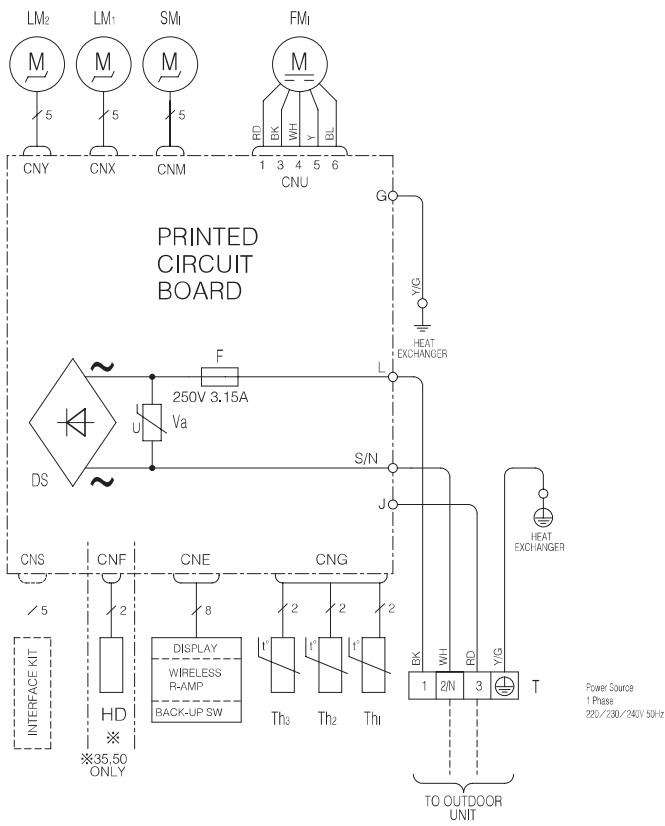 LM2 LM1 SM1 FM1
M M M M
5 5 5 RD BK WH Y BL
CNY CNX CNM 1 3 4 5 6
CNU
G
PRINTED
CIRCUIT
BOARD
Y/G
HEAT
EXCHANGER
~ F L
250V 3.15A
U Va
S/N
DS ~
J
HEAT
EXCHANGER
CNS CNF CNE CNG
5 2 8 2 2 2
INTERFACE KIT
DISPLAY
WIRELESS
R-AMP
BACK-UP SW
t° t° t°
HD
※
Th3 Th2 Th1
※35,50
ONLY
BK WH RD Y/G
1 2/N 3 T
Power Source
1 Phase
220/230/240V 50Hz
TO OUTDOOR
UNIT